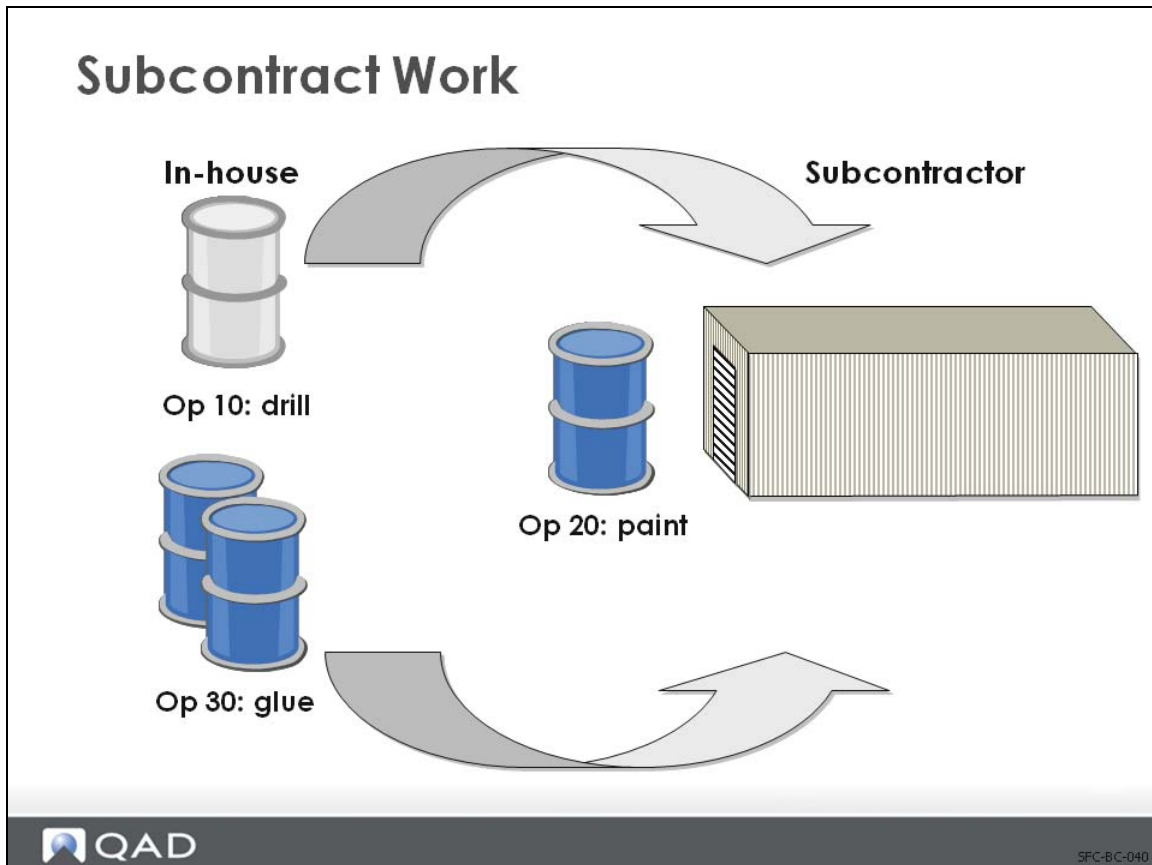 Subcontract Work
In-house
Subcontractor
Op 10: drill
Op 20: paint
Op 30: glue
QAD
SFC-BC-040